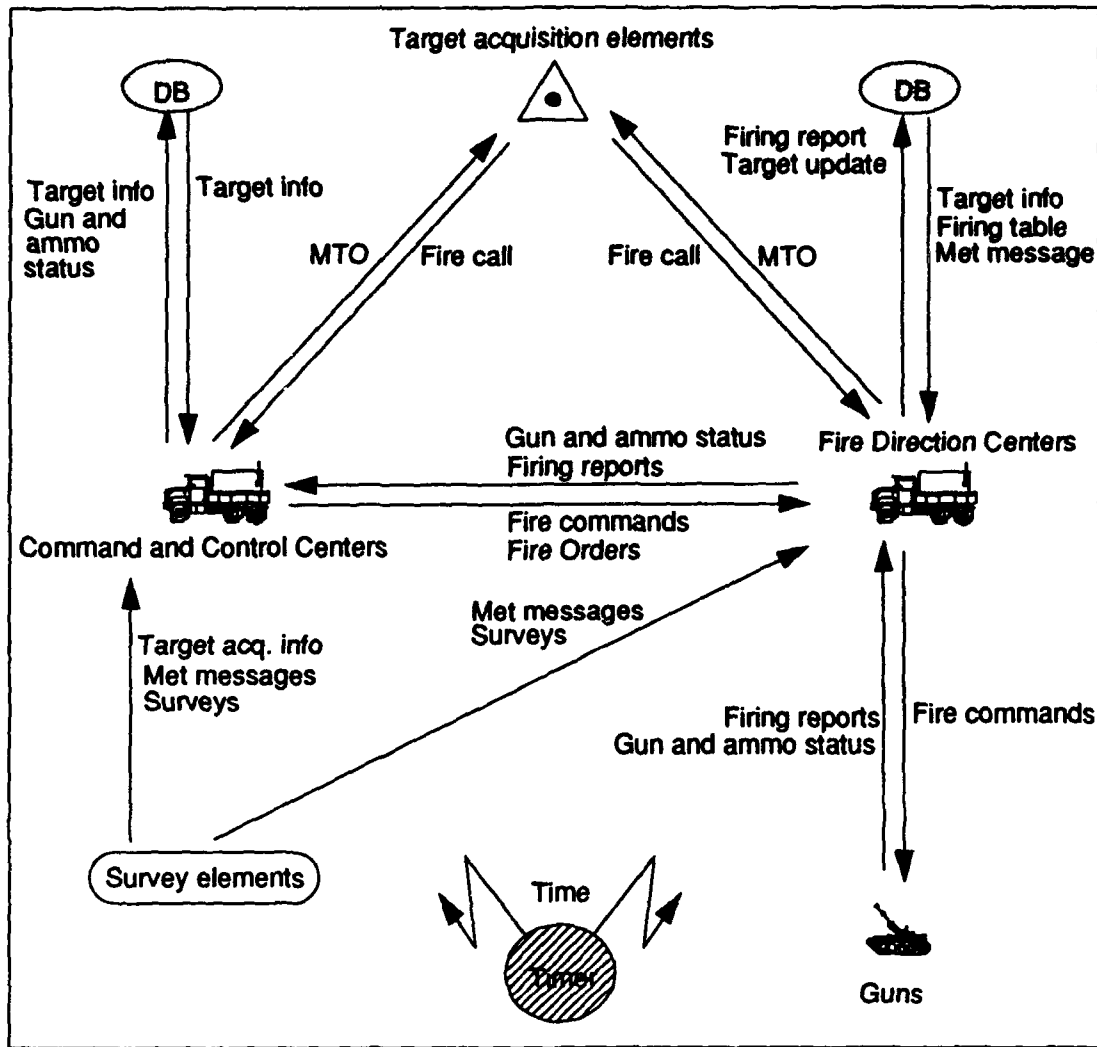 Target acquisition elements
DB
DB
Firing report
Target update
Target info
Gun and
ammo
status
Target info
Target info
Firing table
Met message
MTO
Fire call
Fire call
MTO
Gun and ammo status
Firing reports
Fire Direction Centers
Fire commands
Fire Orders
Command and Control Centers
Met messages
Surveys
Target acq. info
Met messages
Surveys
Firing reports
Gun and ammo status
Fire commands
Survey elements
Time
Timer
Guns